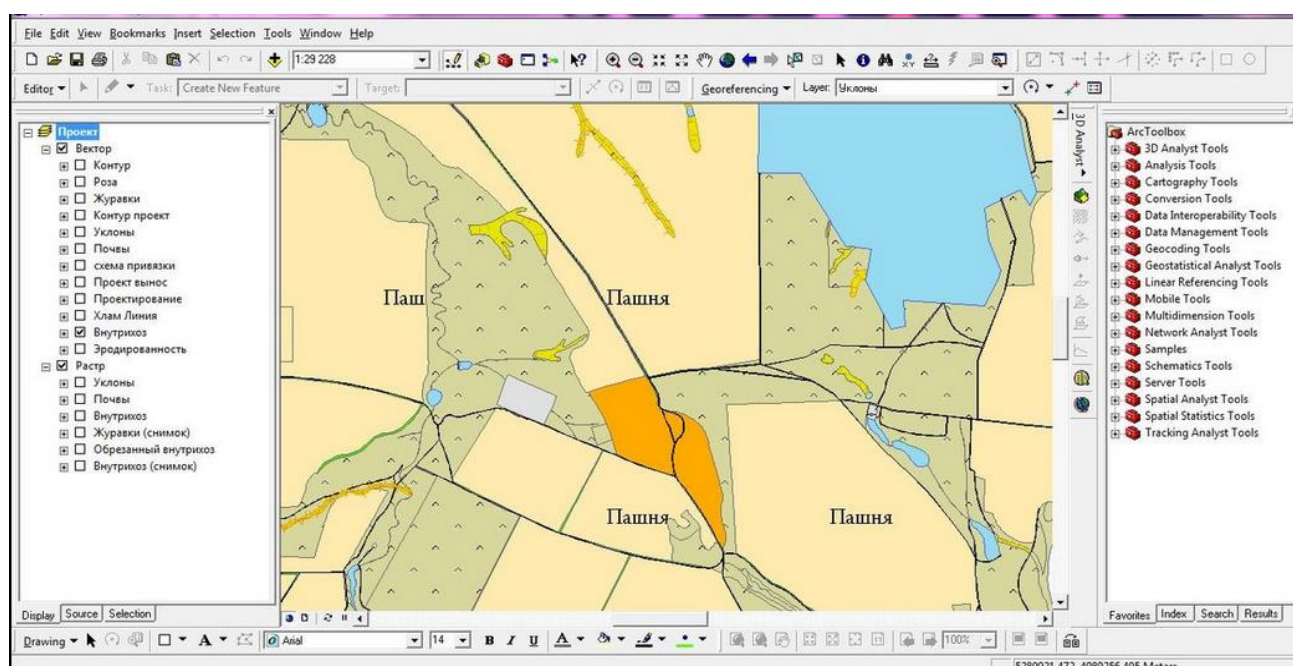 File Edit View Bookmarks Insert Selection Tools Window Help
1:29 228
Editor Task: Create New Feature Target: Georeferencing Layer: Уклоны
Проект
Вектор
Контур
Роза
Журавки
Контур проект
Уклоны
Почвы
схема привязки
Проект вынос
Проектирование
Хлам Линия
Внутрихоз
Эродированность
Растр
Уклоны
Почвы
Внутрихоз
Журавки (снимок)
Обрезанный внутрихоз
Внутрихоз (снимок)
Display Source Selection
Паш
Пашня
Пашня
Пашня
3D Analyst
ArcToolbox
3D Analyst Tools
Analysis Tools
Cartography Tools
Conversion Tools
Data Interoperability Tools
Data Management Tools
Geocoding Tools
Geostatistical Analyst Tools
Linear Referencing Tools
Mobile Tools
Multidimension Tools
Network Analyst Tools
Samples
Schematics Tools
Server Tools
Spatial Analyst Tools
Spatial Statistics Tools
Tracking Analyst Tools
Favorites Index Search Results
Drawing A Arial 14 B I U A 100%